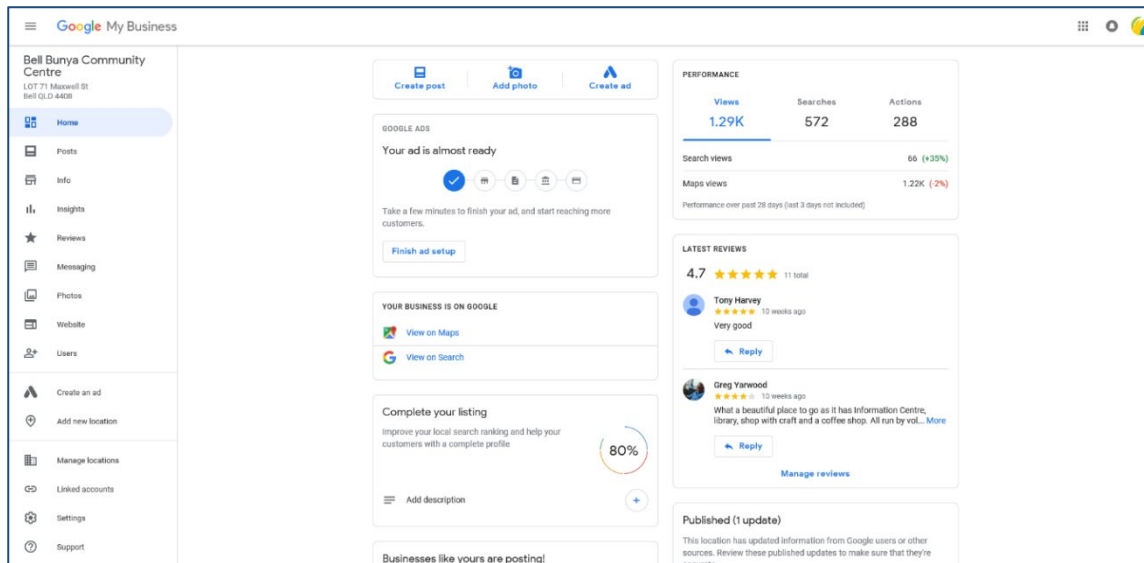 Google My Business
Bell Bunya Community
Centre
LOT 71 Maxwell St
Bell QLD 4408
Home
Posts
Info
Insights
Reviews
Messaging
Photos
Website
Users
Create an ad
Add new location
Manage locations
Linked accounts
Settings
Support
Create post
Add photo
Create ad
GOOGLE ADS
Your ad is almost ready
Take a few minutes to finish your ad, and start reaching more
customers.
Finish ad setup
YOUR BUSINESS IS ON GOOGLE
View on Maps
View on Search
Complete your listing
Improve your local search ranking and help your
customers with a complete profile
80%
Add description
Businesses like yours are posting!
PERFORMANCE
Views Searches Actions
1.29K 572 288
Search views 66 (+35%)
Maps views 1.22K (-2%)
Performance over past 28 days (last 3 days not included)
LATEST REVIEWS
4.7 11 total
Tony Harvey
10 weeks ago
Very good
Reply
Greg Yarwood
10 weeks ago
What a beautiful place to go as it has Information Centre,
library, shop with craft and a coffee shop. All run by vol... More
Reply
Manage reviews
Published (1 update)
This location has updated information from Google users or other
sources. Review these published updates to make sure that they're